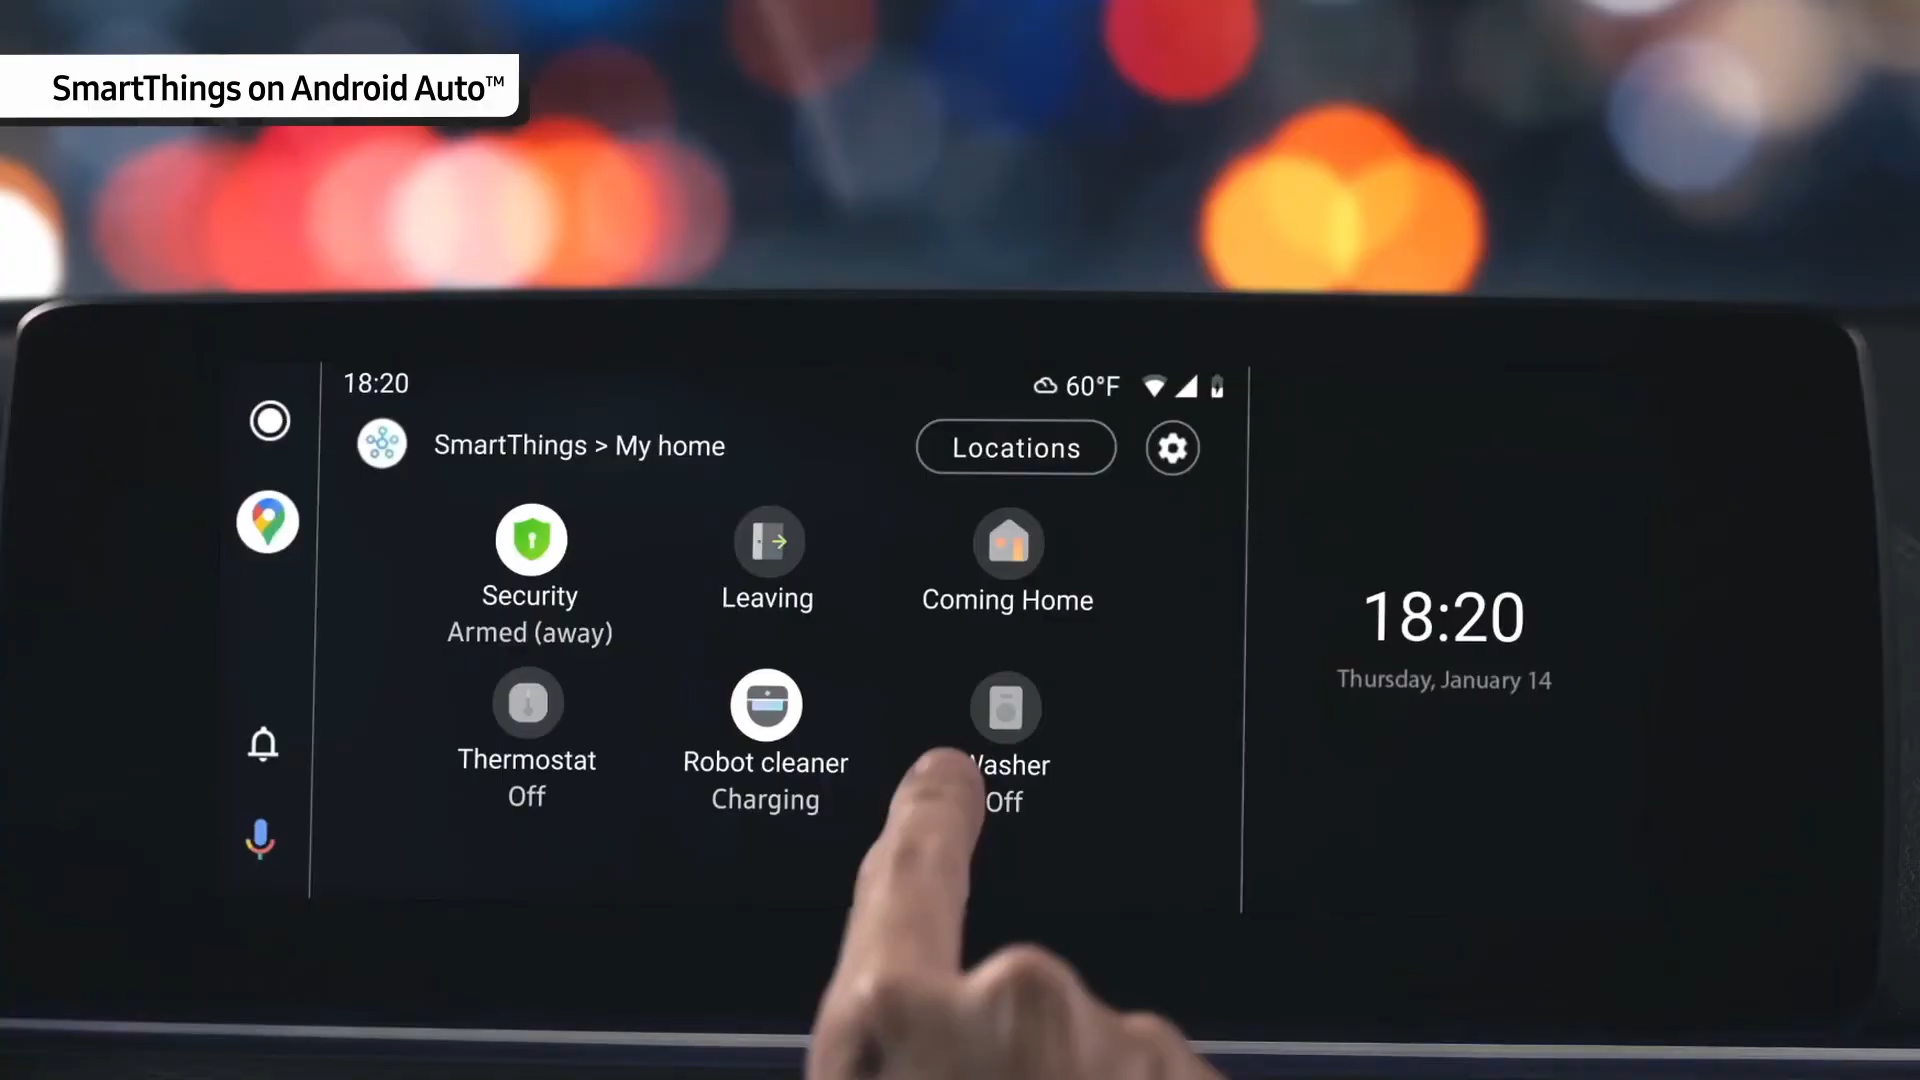 SmartThings on Android Auto™
18:20
60°F
SmartThings > My home
Locations
Security
Armed (away)
Leaving
Coming Home
Thermostat
Off
Robot cleaner
Charging
Washer
Off
18:20
Thursday, January 14